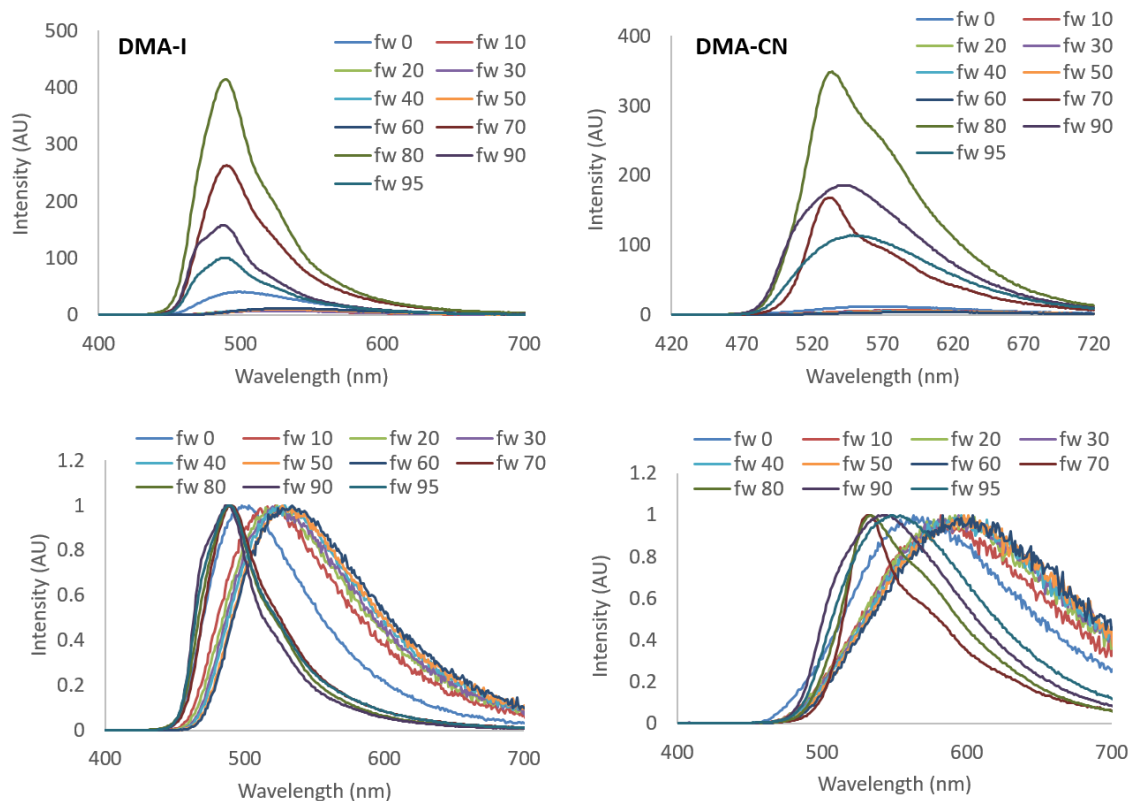 DMA-I
500
400
300
200
100
0
Intensity (AU)
fw 0 fw 10
fw 20 fw 30
fw 40 fw 50
fw 60 fw 70
fw 80 fw 90
fw 95
400 500 600 700
Wavelength (nm)
DMA-CN
400
300
200
100
0
Intensity (AU)
fw 0 fw 10
fw 20 fw 30
fw 40 fw 50
fw 60 fw 70
fw 80 fw 90
fw 95
420 470 520 570 620 670 720
Wavelength (nm)
fw 0 fw 10 fw 20 fw 30
fw 40 fw 50 fw 60 fw 70
fw 80 fw 90 fw 95
1.2
1
0.8
0.6
0.4
0.2
0
Intensity (AU)
400 500 600 700
Wavelength (nm)
fw 0 fw 10 fw 20 fw 30
fw 40 fw 50 fw 60 fw 70
fw 80 fw 90 fw 95
1.2
1
0.8
0.6
0.4
0.2
0
Intensity (AU)
400 500 600 700
Wavelength (nm)